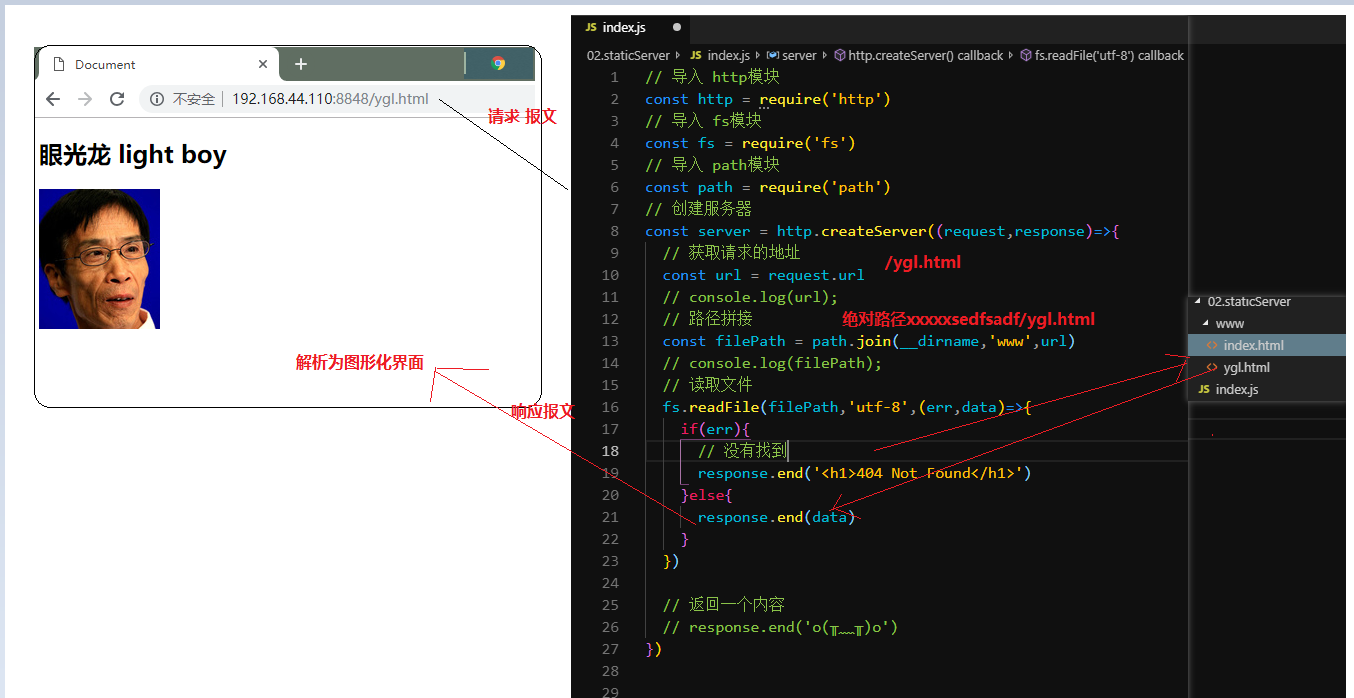 Document
不安全
192.168.44.110:8848/ygl.html
请求 报文
眼光龙 light boy
解析为图形化界面
响应报文
JS index.js
02.staticServer JS index.js server http.createServer() callback fs.readFile('utf-8') callback
1 // 导入 http模块
2 const http = require('http')
3 // 导入 fs模块
4 const fs = require('fs')
5 // 导入 path模块
6 const path = require('path')
7 // 创建服务器
8 const server = http.createServer((request,response)=>{
9 // 获取请求的地址
/ygl.html
10 const url = request.url
11 // console.log(url);
12 // 路径拼接
绝对路径xxxxxsedfsadf/ygl.html
13 const filePath = path.join(__dirname,'www',url)
14 // console.log(filePath);
15 // 读取文件
16 fs.readFile(filePath,'utf-8',(err,data)=>{
17 if(err){
18 // 没有找到
19 response.end('<h1>404 Not Found</h1>')
20 }else{
21 response.end(data)
22 }
23 })
24
25 // 返回一个内容
26 // response.end('o(╥﹏╥)o')
27 })
28
29
02.staticServer
www
index.html
ygl.html
JS index.js